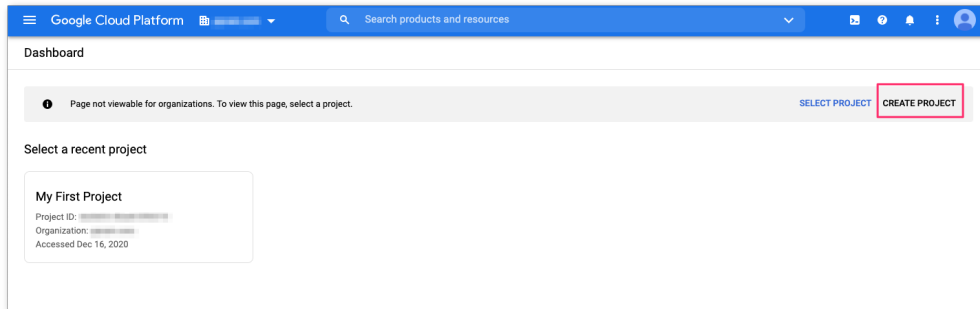 Google Cloud Platform
Search products and resources
Dashboard
Page not viewable for organizations. To view this page, select a project.
SELECT PROJECT
CREATE PROJECT
Select a recent project
My First Project
Project ID:
Organization:
Accessed Dec 16, 2020